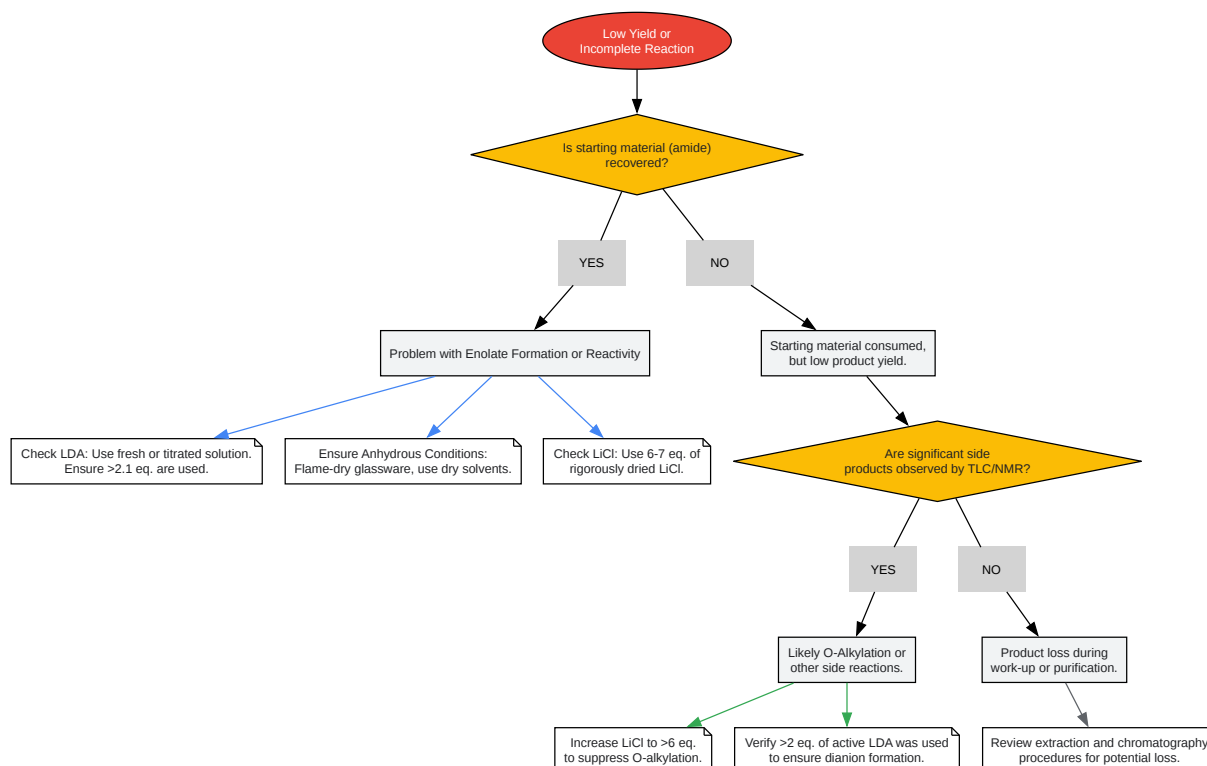 Low Yield or
Incomplete Reaction
Is starting material (amide)
recovered?
YES
NO
Problem with Enolate Formation or Reactivity
Starting material consumed,
but low product yield.
Check LDA: Use fresh or titrated solution.
Ensure >2.1 eq. are used.
Ensure Anhydrous Conditions:
Flame-dry glassware, use dry solvents.
Check LiCl: Use 6-7 eq. of
rigorously dried LiCl.
Are significant side
products observed by TLC/NMR?
YES
NO
Likely O-Alkylation or
other side reactions.
Product loss during
work-up or purification.
Increase LiCl to >6 eq.
to suppress O-alkylation.
Verify >2 eq. of active LDA was used
to ensure dianion formation.
Review extraction and chromatography
procedures for potential loss.